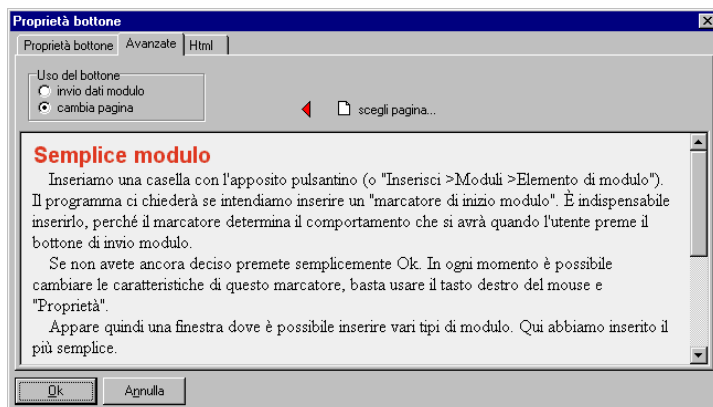 Proprietà bottone
Proprietà bottone Avanzate Html
Uso del bottone
invio dati modulo
cambia pagina
scegli pagina...
Semplice modulo
Inseriamo una casella con l'apposito pulsantino (o "Inserisci >Moduli >Elemento di modulo").
Il programma ci chiederà se intendiamo inserire un "marcatore di inizio modulo". È indispensabile
inserirlo, perché il marcatore determina il comportamento che si avrà quando l'utente preme il
bottone di invio modulo.
Se non avete ancora deciso premete semplicemente Ok. In ogni momento è possibile
cambiare le caratteristiche di questo marcatore, basta usare il tasto destro del mouse e
"Proprietà".
Appare quindi una finestra dove è possibile inserire vari tipi di modulo. Qui abbiamo inserito il
più semplice.
Ok Annulla